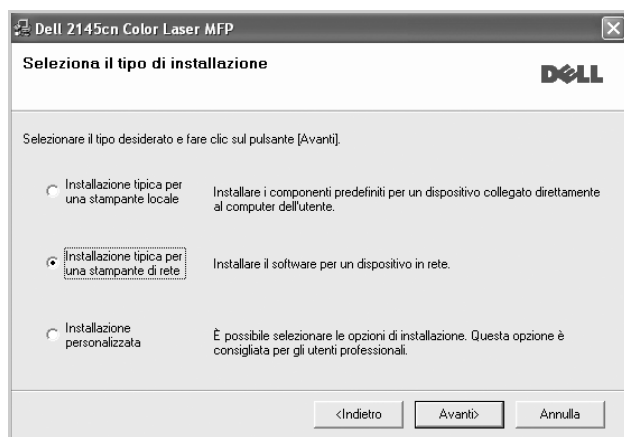 Dell 2145cn Color Laser MFP
Seleziona il tipo di installazione
DELL
Selezionare il tipo desiderato e fare clic sul pulsante [Avanti].
Installazione tipica per
una stampante locale
Installare i componenti predefiniti per un dispositivo collegato direttamente
al computer dell'utente.
Installazione tipica per
una stampante di rete
Installare il software per un dispositivo in rete.
Installazione
personalizzata
È possibile selezionare le opzioni di installazione. Questa opzione è
consigliata per gli utenti professionali.
<Indietro
Avanti>
Annulla